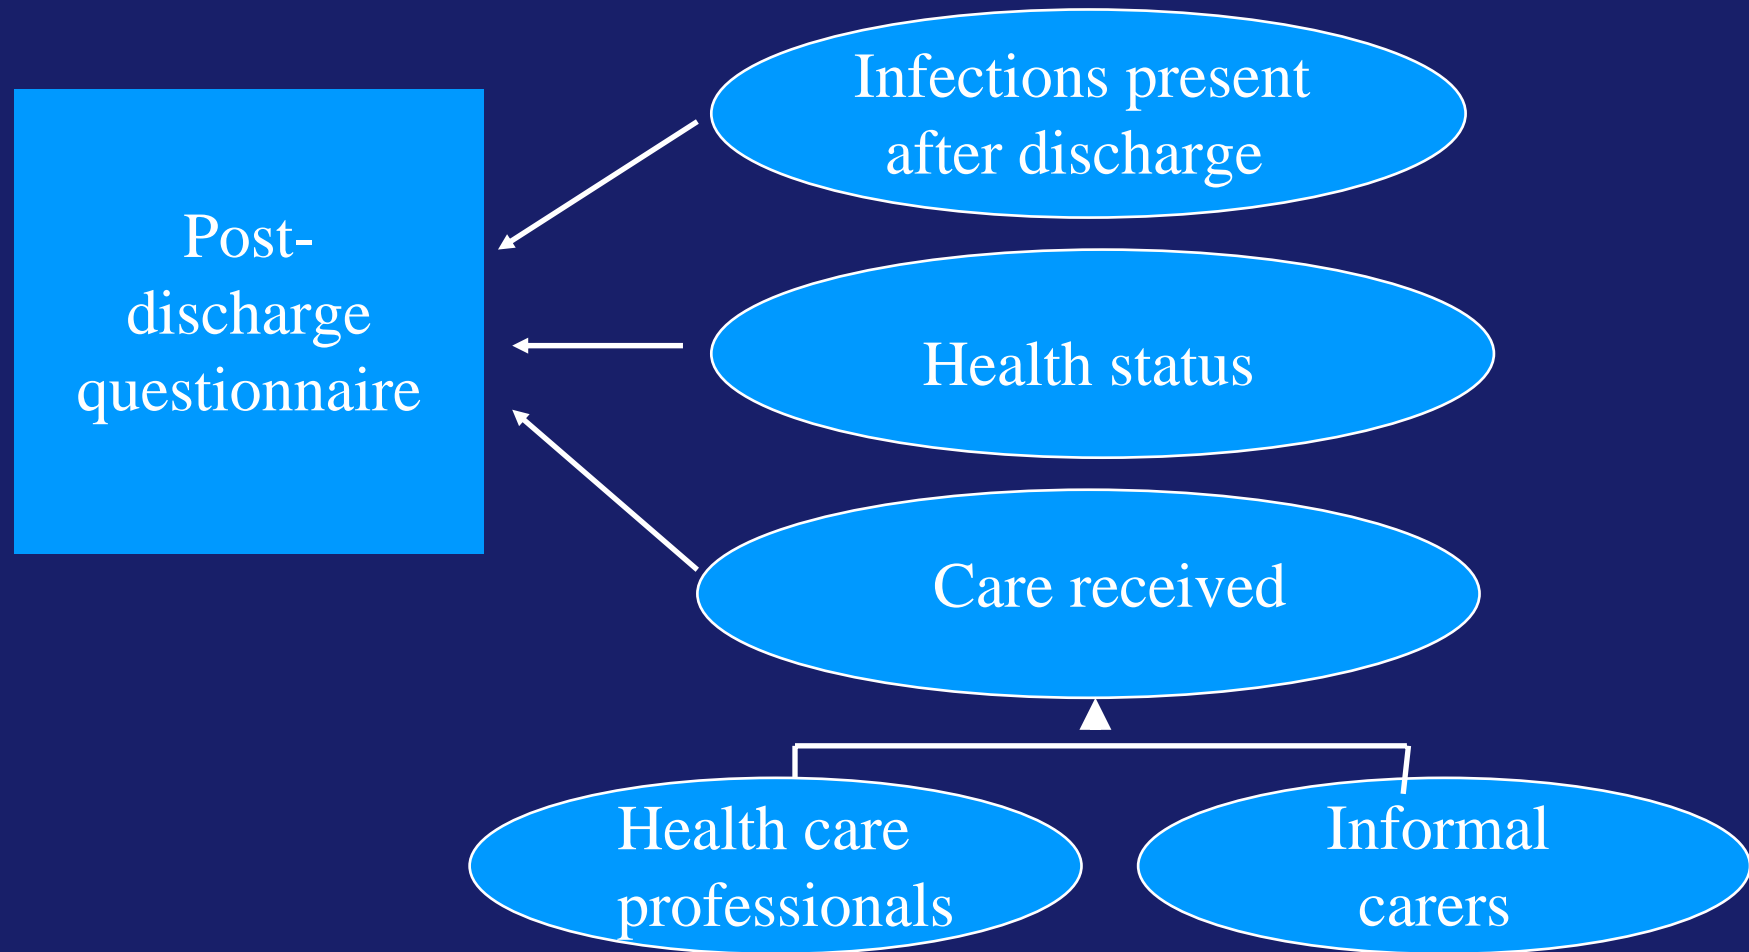 Post-
discharge
questionnaire
Infections present
after discharge
Health status
Care received
Health care
professionals
Informal
carers